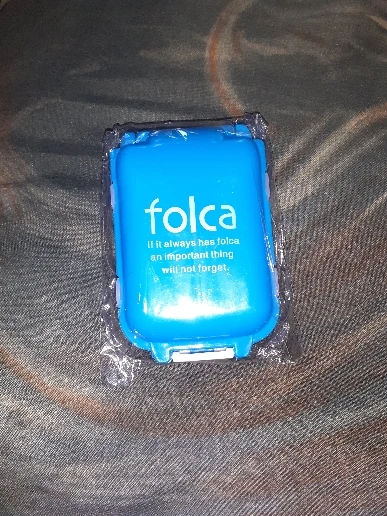 folca
If it always has folca
an important thing
will not forget.